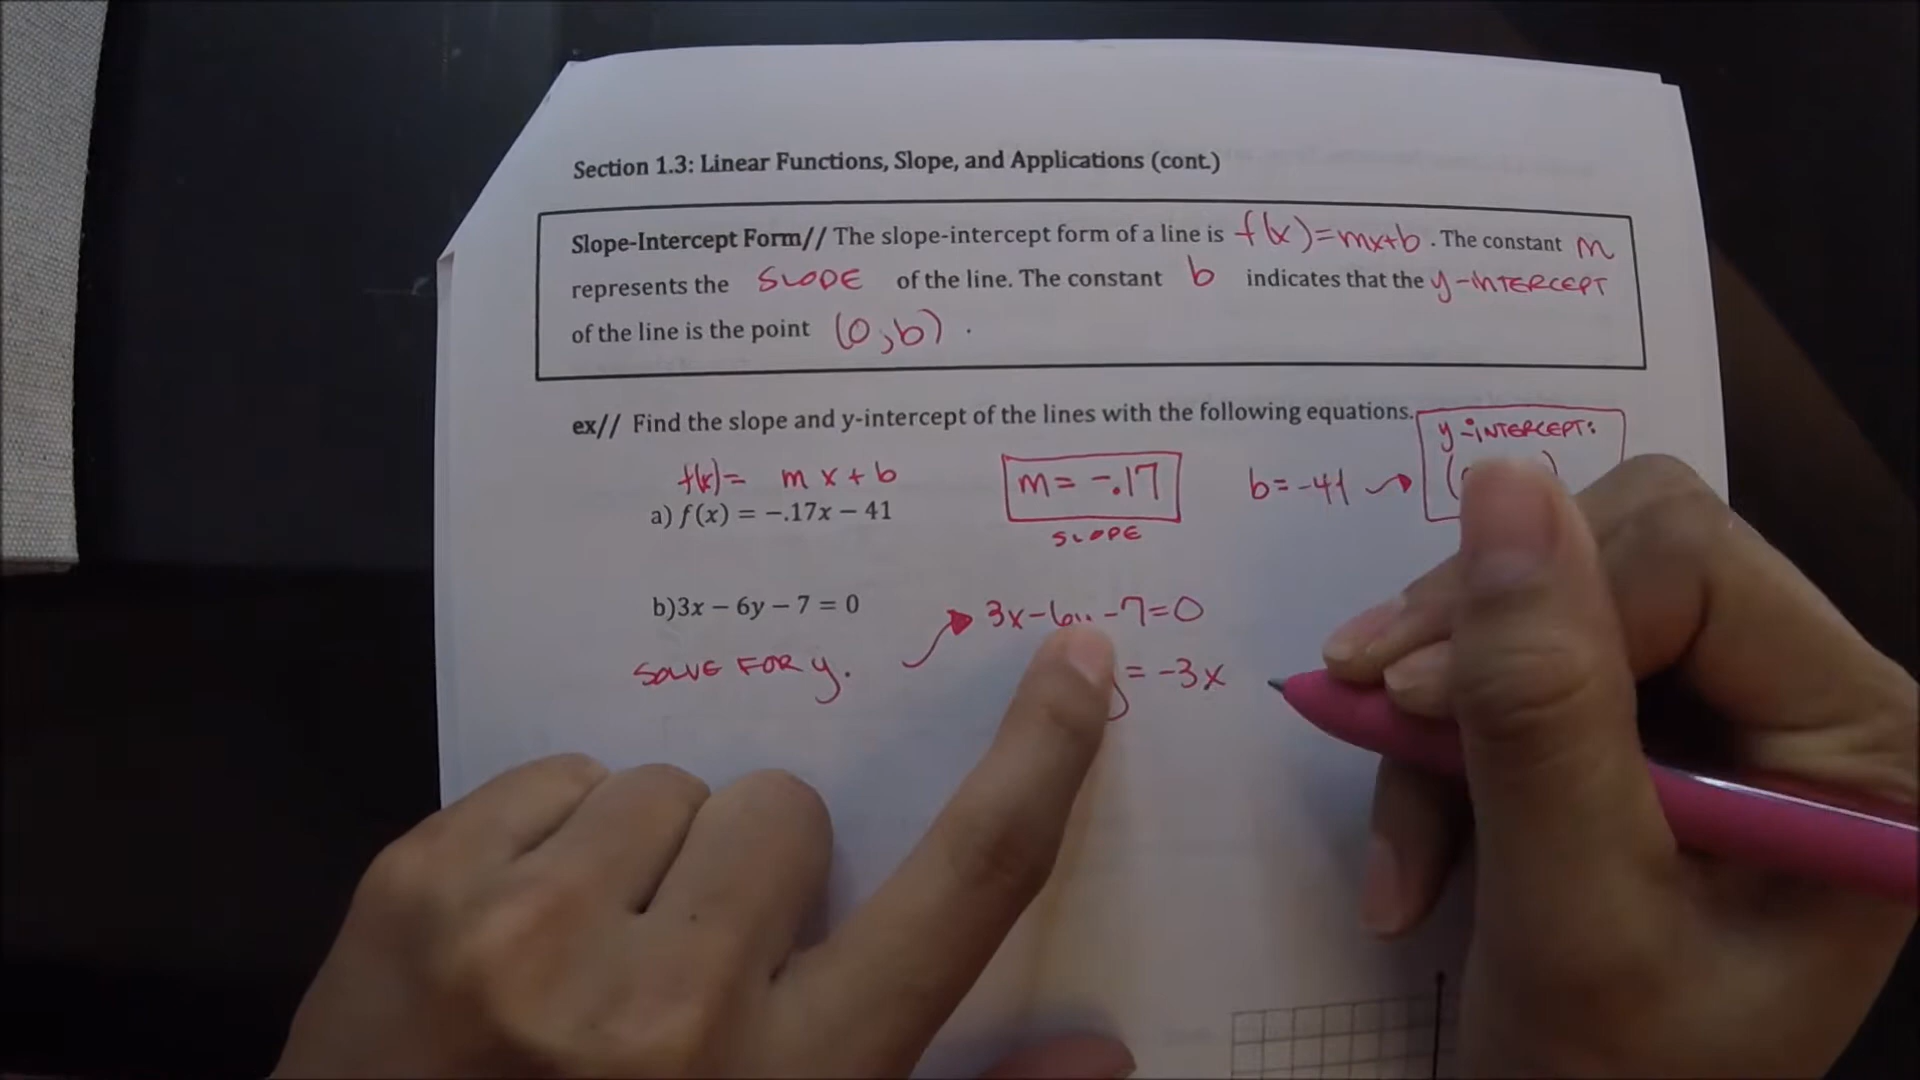 Section 1.3: Linear Functions, Slope, and Applications (cont.)
Slope-Intercept Form// The slope-intercept form of a line is f(x)=mx+b. The constant m
represents the SLOPE of the line. The constant b indicates that the y-INTERCEPT
of the line is the point (0,b).
ex// Find the slope and y-intercept of the lines with the following equations.
y-INTERCEPT:
f(x)= mx+b
m= -.17
b=-41
a) f(x) = -.17x – 41
SLOPE
b)3x – 6y – 7 = 0
3x-6 -7=0
SOLVE FOR y.
= -3x